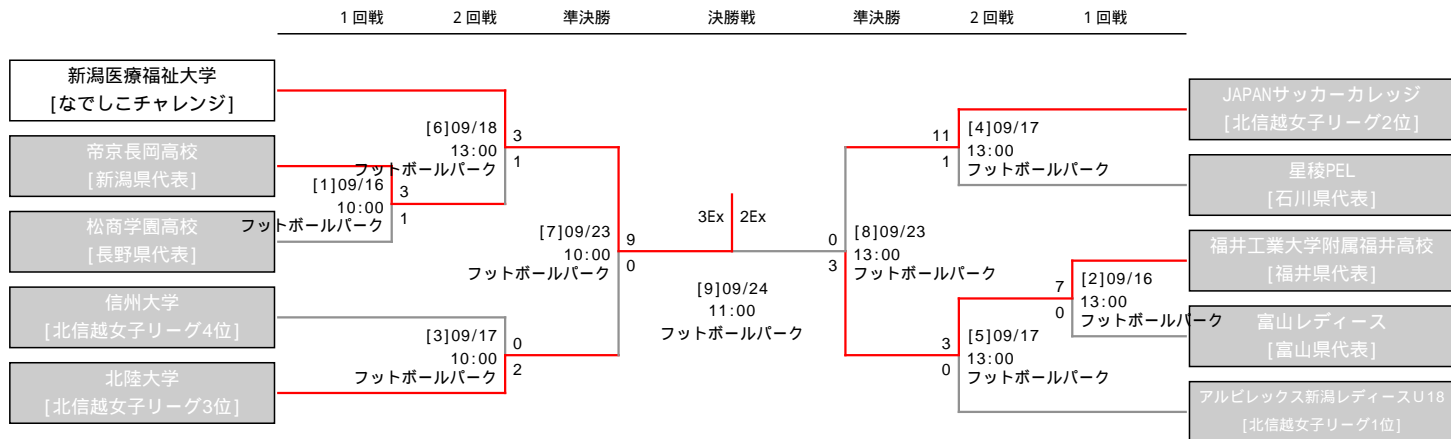 1回戦 2回戦 準決勝 決勝戦 準決勝 2回戦 1回戦
新潟医療福祉大学
[なでしこチャレンジ]
帝京長岡高校
[新潟県代表]
松商学園高校
[長野県代表]
信州大学
[北信越女子リーグ4位]
北陸大学
[北信越女子リーグ3位]
[1]09/16
10:00
フットボールパーク
3
1
[6]09/18
13:00
フットボールパーク
3
1
[3]09/17
10:00
フットボールパーク
0
2
[7]09/23
10:00
フットボールパーク
9
0
3Ex 2Ex
[9]09/24
11:00
フットボールパーク
0
3
[8]09/23
13:00
フットボールパーク
11
1
[4]09/17
13:00
フットボールパーク
3
0
[5]09/17
13:00
フットボールパーク
7
0
[2]09/16
13:00
フットボールパーク
JAPANサッカーカレッジ
[北信越女子リーグ2位]
星稜PEL
[石川県代表]
福井工業大学附属福井高校
[福井県代表]
富山レディース
[富山県代表]
アルビレックス新潟レディースU18
[北信越女子リーグ1位]